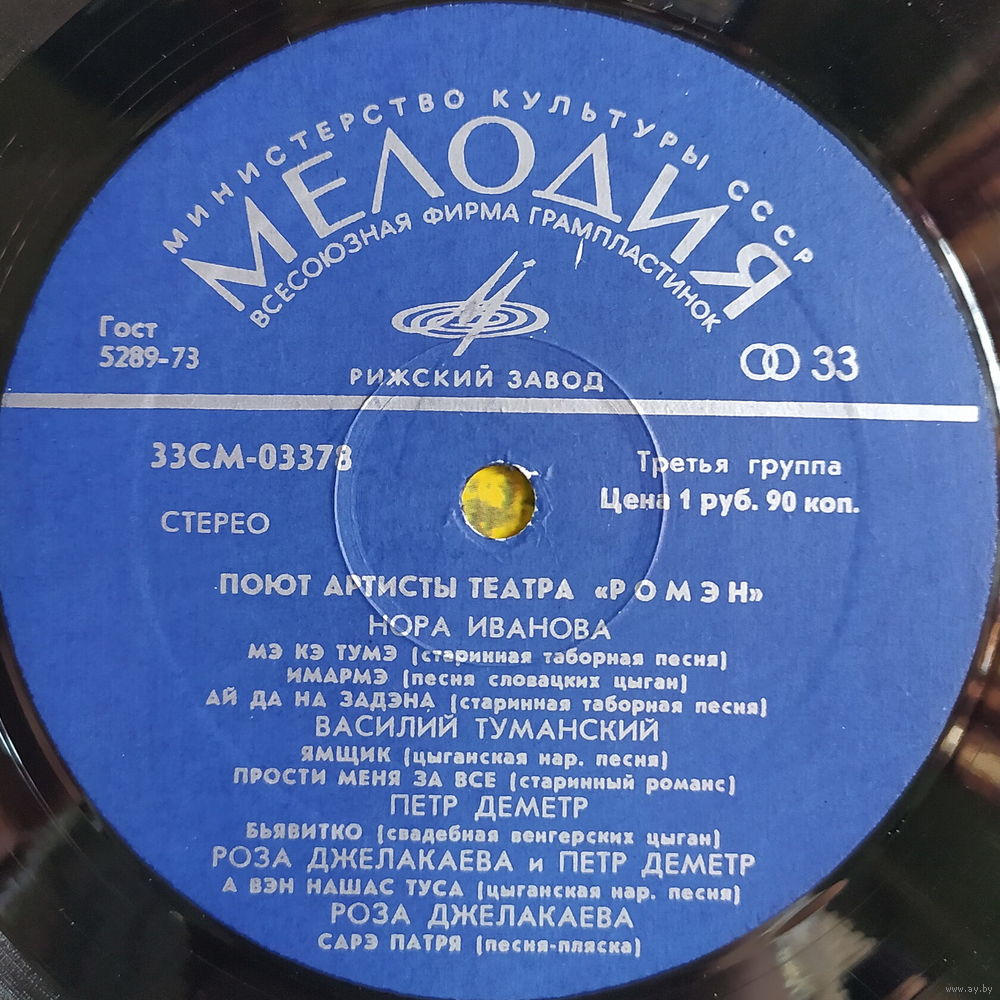 МИНИСТЕРСТВО КУЛЬТУРЫ СССР
МЕЛОДИЯ
ВСЕСОЮЗНАЯ ФИРМА ГРАМПЛАСТИНОК
Гост
5289-73
РИЖСКИЙ ЗАВОД
33
33СМ-03378
Третья группа
Цена 1 руб. 90 коп.
СТЕРЕО
ПОЮТ АРТИСТЫ ТЕАТРА «РОМЭН»
НОРА ИВАНОВА
МЭ КЭ ТУМЭ (старинная таборная песня)
ИМАРМЭ (песня словацких цыган)
АЙ ДА НА ЗАДЭНА (старинная таборная песня)
ВАСИЛИЙ ТУМАНСКИЙ
ЯМЩИК (цыганская нар. песня)
ПРОСТИ МЕНЯ ЗА ВСЕ (старинный романс)
ПЕТР ДЕМЕТР
БЬЯВИТКО (свадебная венгерских цыган)
РОЗА ДЖЕЛАКАЕВА и ПЕТР ДЕМЕТР
А ВЭН НАШАС ТУСА (цыганская нар. песня)
РОЗА ДЖЕЛАКАЕВА
САРЭ ПАТРЯ (песня-пляска)
www.ay.by